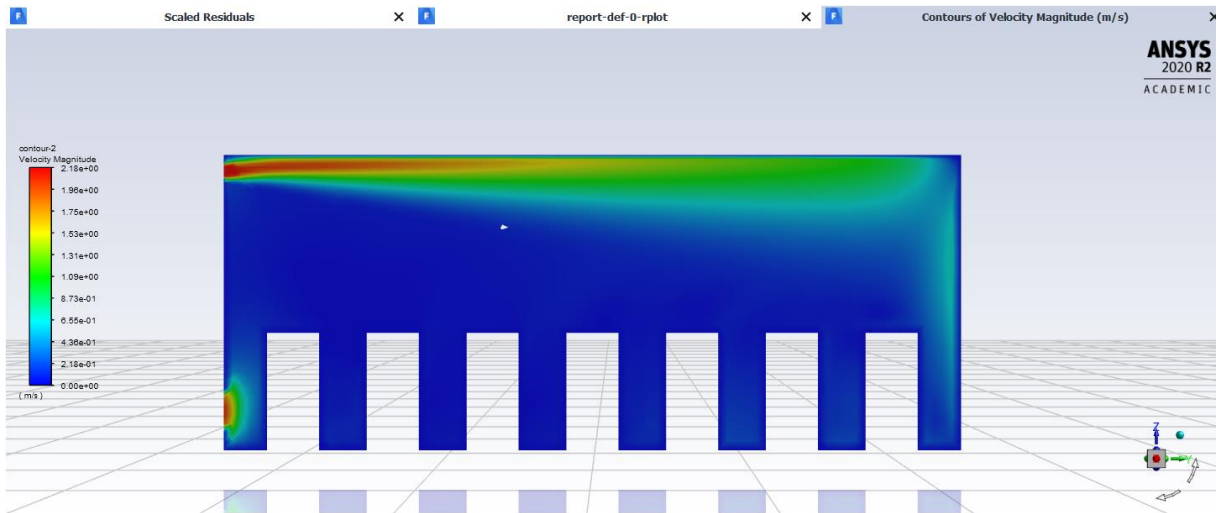 Scaled Residuals
report-def-0-rplot
Contours of Velocity Magnitude (m/s)
ANSYS
2020 R2
ACADEMIC
contour-2
Velocity Magnitude
2.18e+00
1.96e+00
1.75e+00
1.53e+00
1.31e+00
1.09e+00
8.73e-01
6.55e-01
4.36e-01
2.18e-01
0.00e+00
( m/s )
Z
Y